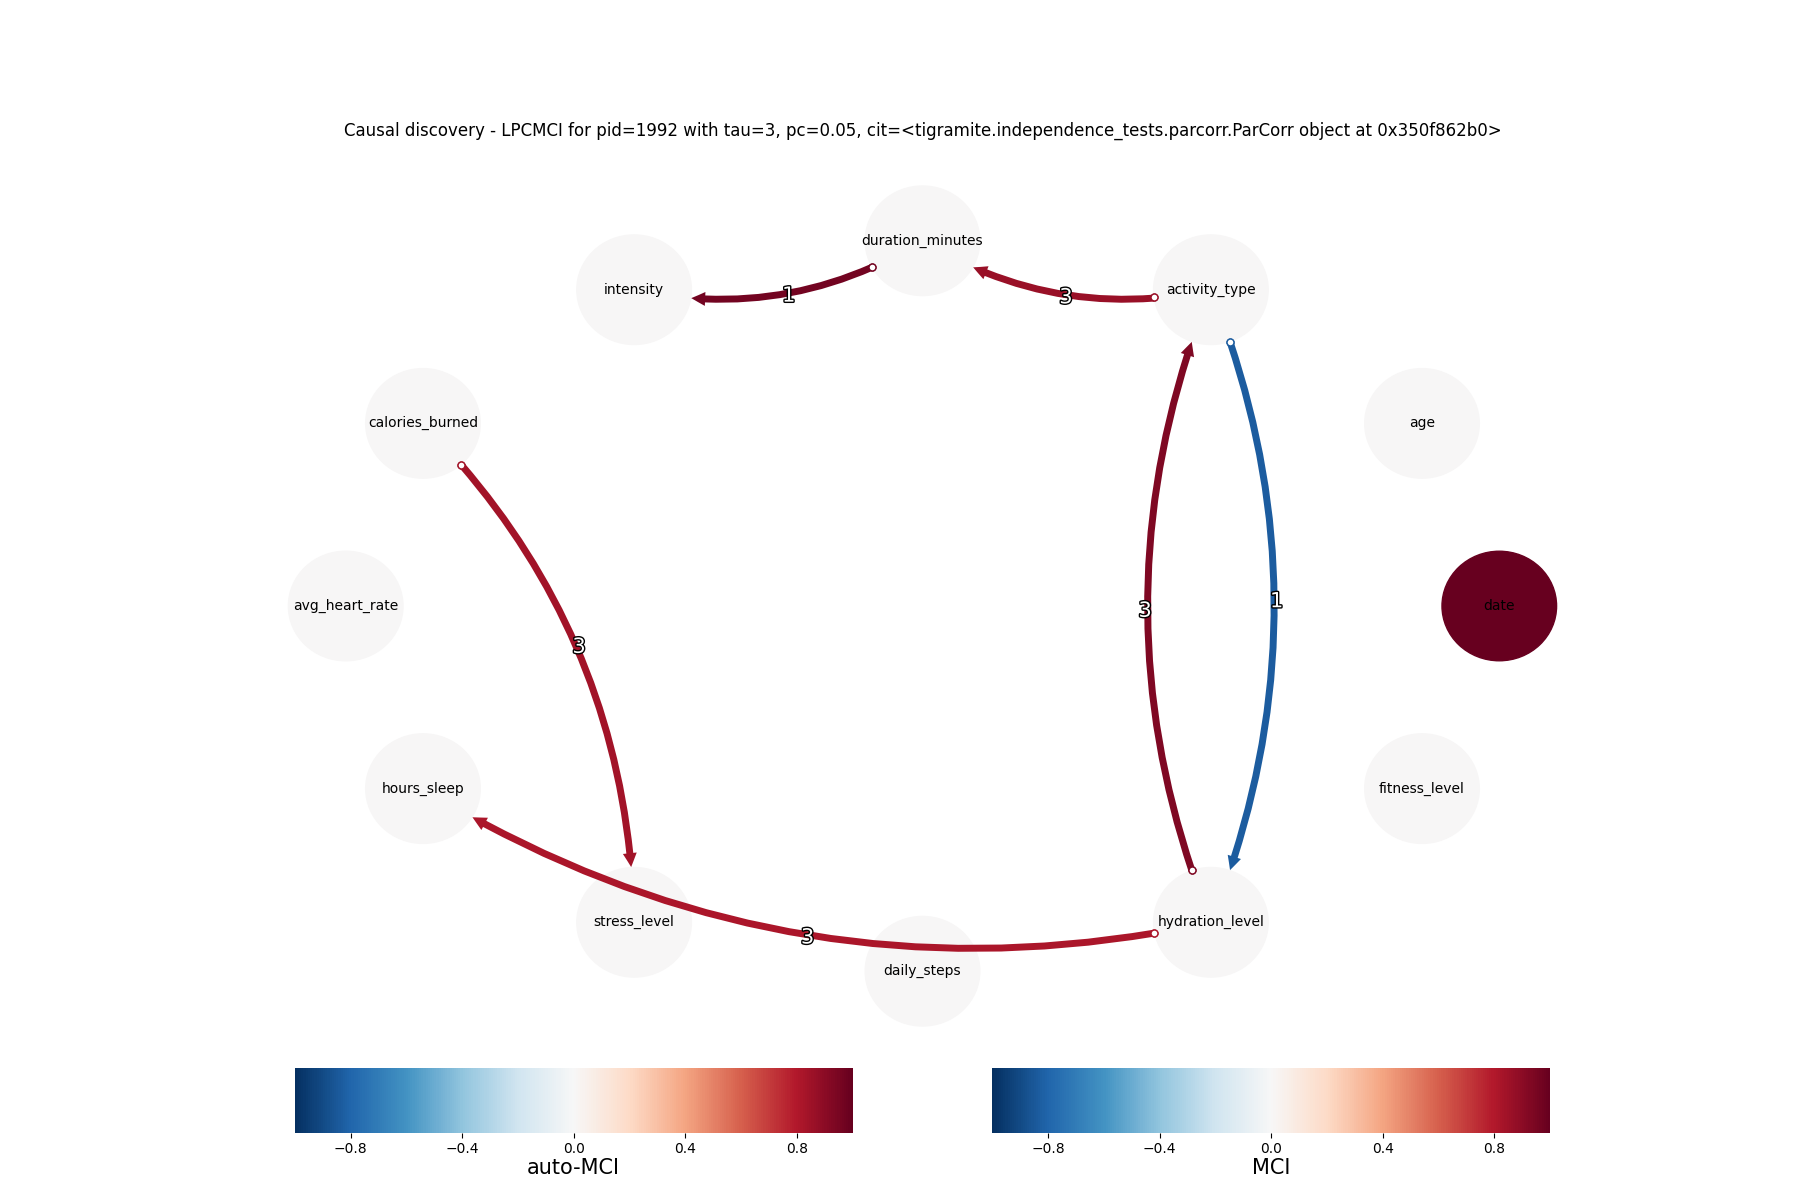 Causal discovery - LPCMCI for pid=1992 with tau=3, pc=0.05, cit=<tigramite.independence_tests.parcorr.ParCorr object at 0x350f862b0>
duration_minutes
intensity
activity_type
1
3
calories_burned
age
avg_heart_rate
3
3
1
date
hours_sleep
fitness_level
stress_level
3
hydration_level
daily_steps
−0.8
−0.4
0.0
0.4
0.8
auto-MCI
−0.8
−0.4
0.0
0.4
0.8
MCI